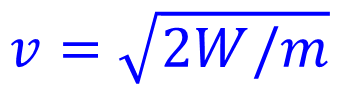 v = √2W/m